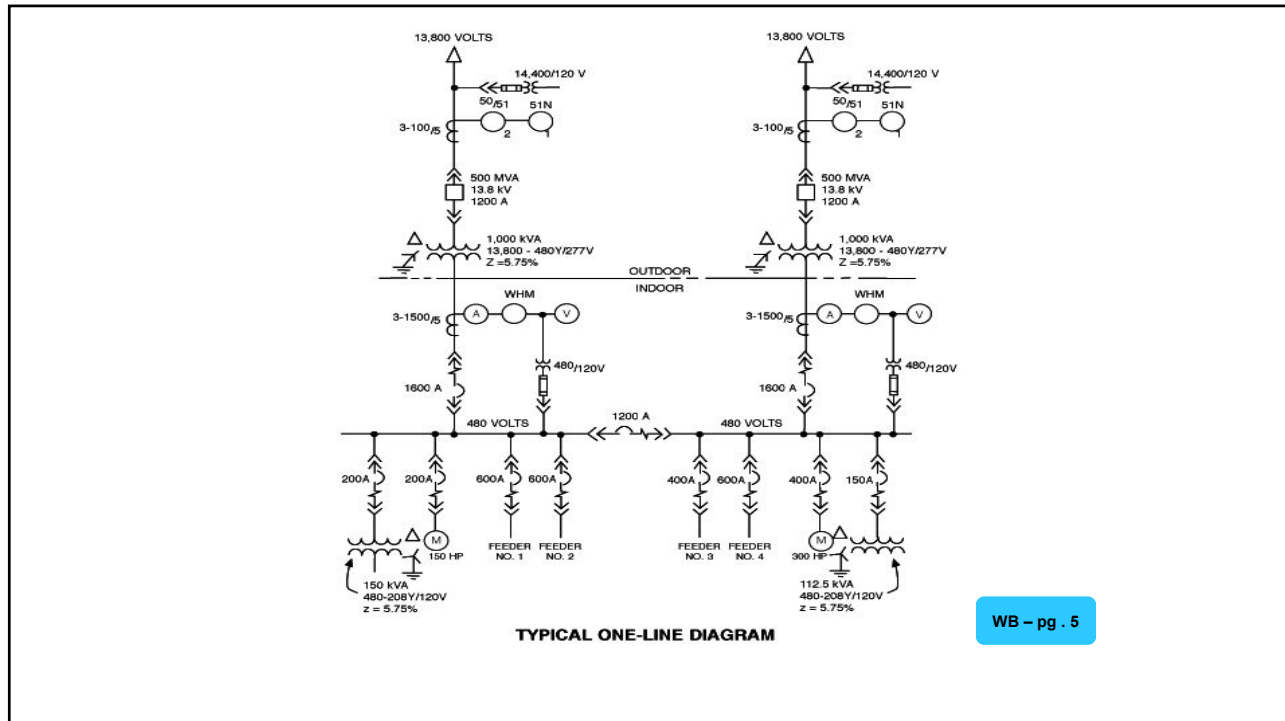 13,800 VOLTS
13,800 VOLTS
14,400/120 V
14,400/120 V
50/51
51N
50/51
51N
3-100/5
2
1
3-100/5
2
1
500 MVA
13.8 kV
1200 A
500 MVA
13.8 kV
1200 A
1,000 kVA
13,800 - 480Y/277V
Z =5.75%
1,000 kVA
13,800 - 480Y/277V
Z =5.75%
OUTDOOR
INDOOR
WHM
WHM
3-1500/5
A
V
3-1500/5
A
V
480/120V
480/120V
1600 A
1600 A
1200 A
480 VOLTS
480 VOLTS
200A
200A
600A
600A
400A
600A
400A
150A
M
150 HP
FEEDER
NO. 1
FEEDER
NO. 2
FEEDER
NO. 3
FEEDER
NO. 4
M
300 HP
150 kVA
480-208Y/120V
z = 5.75%
112.5 kVA
480-208Y/120V
z = 5.75%
TYPICAL ONE-LINE DIAGRAM
WB – pg . 5